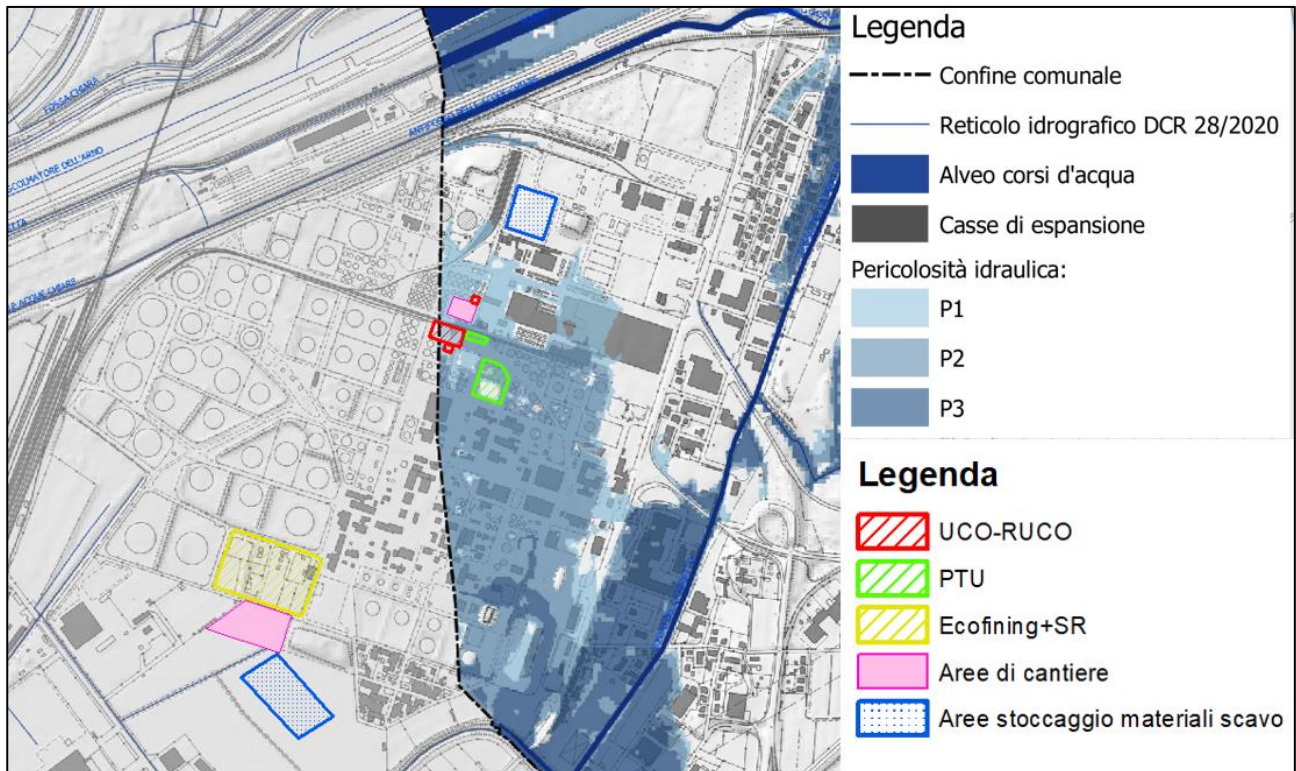 FOSSA CHIARA
SCOLMATORE DELL'ARNO
Legenda
Confine comunale
Reticolo idrografico DCR 28/2020
Alveo corsi d'acqua
Casse di espansione
Pericolosità idraulica:
P1
P2
P3
Legenda
UCO-RUCO
PTU
Ecofining+SR
Aree di cantiere
Aree stoccaggio materiali scavo